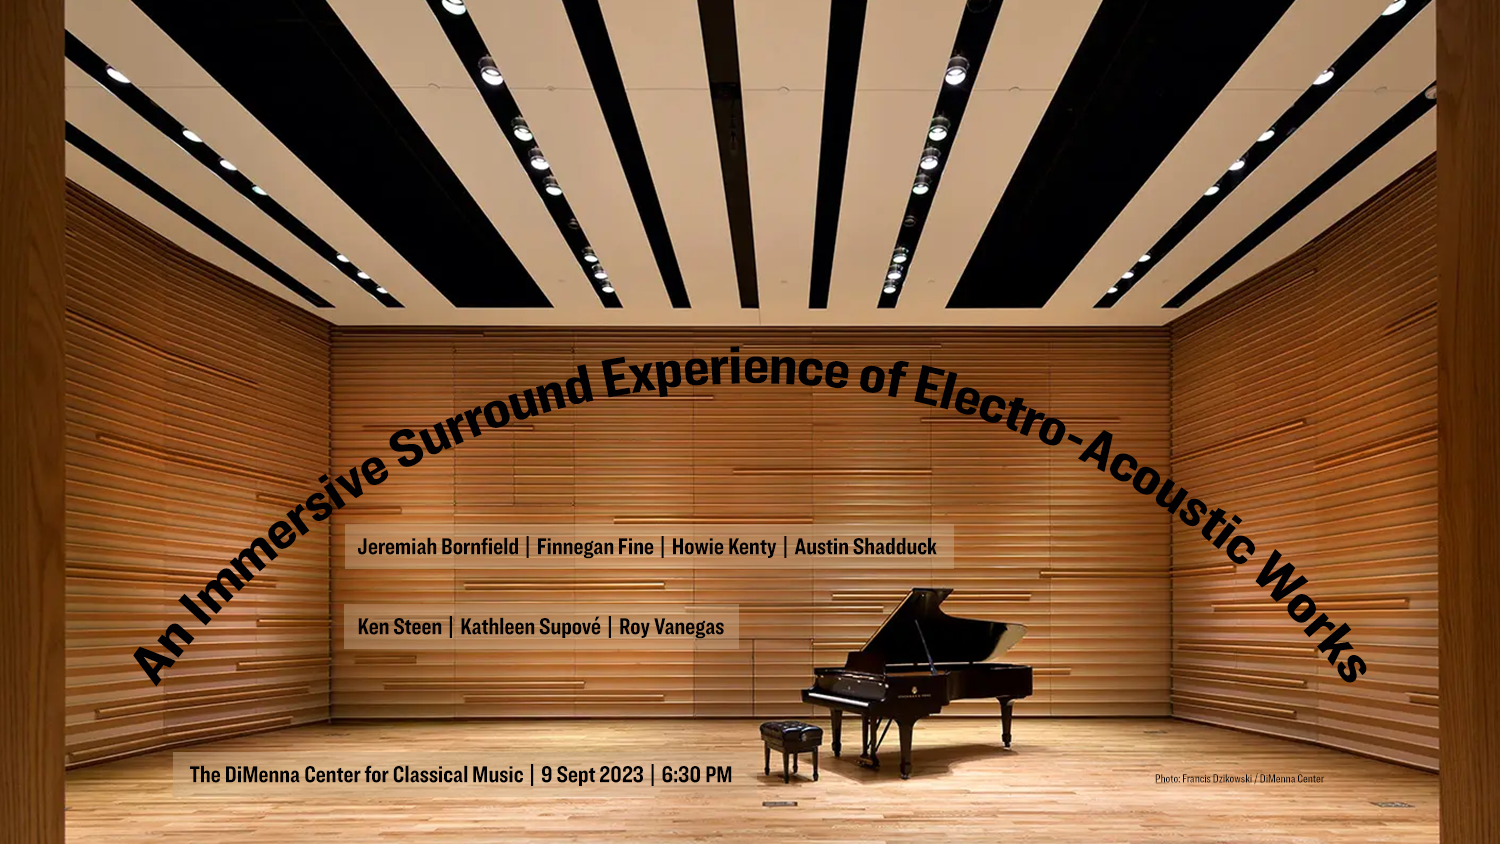 An Immersive Surround Experience of Electro-Acoustic Works
Jeremiah Bornfield | Finnegan Fine | Howie Kenty | Austin Shadduck
Ken Steen | Kathleen Supové | Roy Vanegas
The DiMenna Center for Classical Music | 9 Sept 2023 | 6:30 PM
Photo: Francis Dzikowski / DiMenna Center